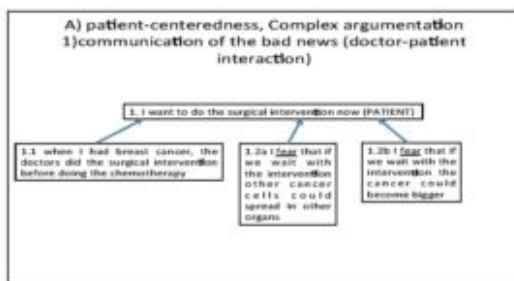 A) patient-centeredness, Complex argumentation
1)communication of the bad news (doctor-patient
interaction)
1. I want to do the surgical intervention now (PATIENT)
1.1 when I had breast cancer, the
doctors did the surgical intervention
before doing the chemotherapy
1.2a I fear that if
we wait with
the intervention
other cancer
cells could
spread in other
organs
1.2b I fear that if
we wait with the
intervention the
cancer could
become bigger